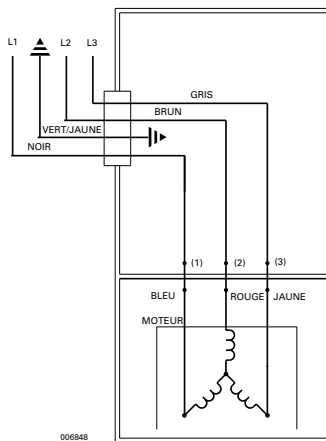 L1 L2 L3
GRIS
BRUN
VERT/JAUNE
NOIR
(1) (2) (3)
BLEU ROUGE JAUNE
MOTEUR
006848